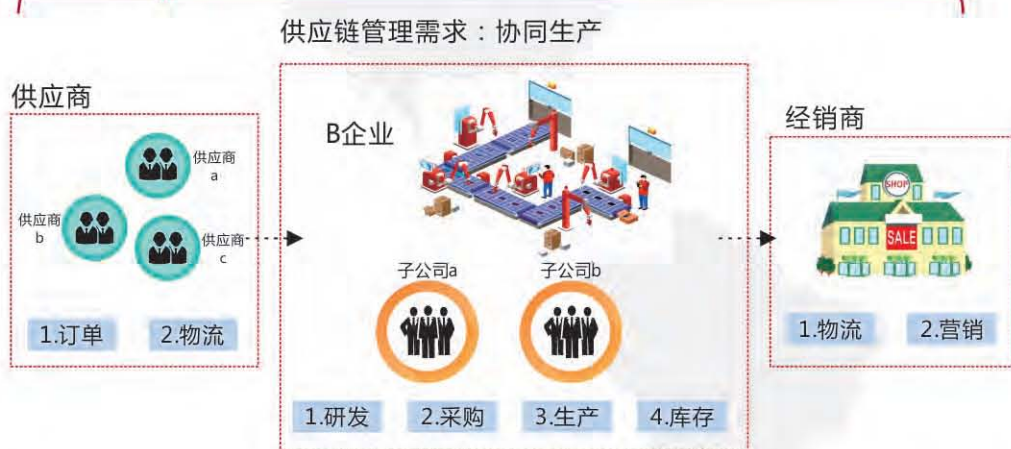 供应链管理需求：协同生产
供应商
供应商
a
供应商
b
供应商
c
1.订单
2.物流
B企业
子公司a
子公司b
1.研发
2.采购
3.生产
4.库存
经销商
SHOP
SALE
1.物流
2.营销